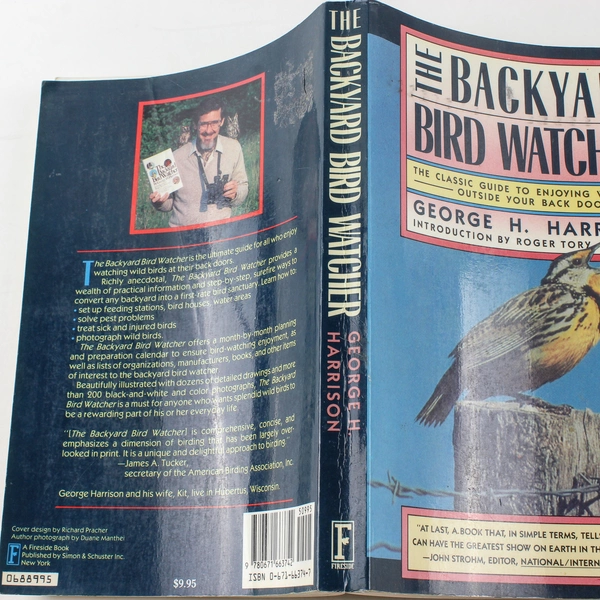 The Backyard Bird Watcher is the ultimate guide for all who enjoy
watching wild birds at their back doors.
Richly anecdotal, The Backyard Bird Watcher provides a
wealth of practical information and step-by-step, surefire ways to
convert any backyard into a first-rate bird sanctuary. Learn how to:
• set up feeding stations, bird houses, water areas
• solve pest problems
• treat sick and injured birds
• photograph wild birds.
The Backyard Bird Watcher offers a month-by-month planning
and preparation calendar to ensure bird-watching enjoyment, as
well as lists of organizations, manufacturers, books, and other items
of interest to the backyard bird watcher
Beautifully illustrated with dozens of detailed drawings and more
than 200 black-and-white and color photographs, The Backyard
Bird Watcher is a must for anyone who wants splendid wild birds to
be a rewarding part of his or her everyday life.
"[The Backyard Bird Watcher] is comprehensive, concise, and
emphasizes a dimension of birding that has been largely over-
looked in print. It is a unique and delightful approach to birding"
—James A. Tucker,
secretary of the American Birding Association, Inc.
George Harrison and his wife, Kit, live in Hubertus, Wisconsin.
Cover design by Richard Pracher
Author photograph by Duane Manthei
F
A Fireside Book
Published by Simon & Schuster Inc.
New York
0688995
$9.95
50995
9 780671 663742
ISBN 0-671-66374-7
THE BACKYARD BIRD WATCHER
GEORGE H
HARRISON
F
FIRESIDE
THE BACKYA
BIRD WATCH
THE CLASSIC GUIDE TO ENJOYING
OUTSIDE YOUR BACK DOO
GEORGE H. HARR
INTRODUCTION BY ROGER TORY
"AT LAST, A BOOK THAT, IN SIMPLE TERMS, TELL
CAN HAVE THE GREATEST SHOW ON EARTH IN TH
—JOHN STROHM, EDITOR, NATIONAL/INTERN